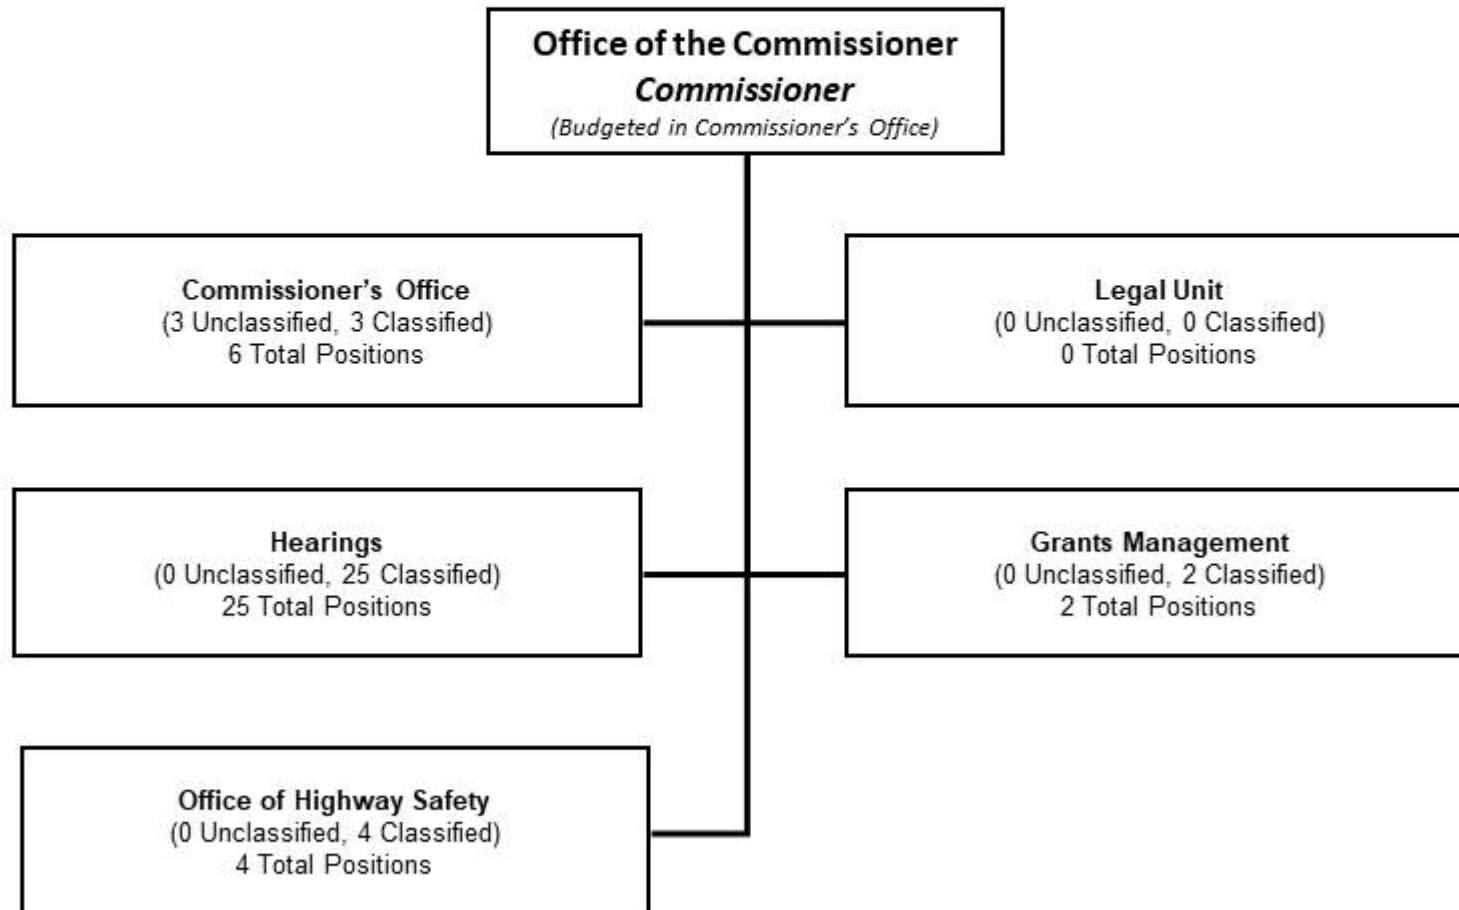 Office of the Commissioner
Commissioner
(Budgeted in Commissioner's Office)
Commissioner's Office
(3 Unclassified, 3 Classified)
6 Total Positions
Legal Unit
(0 Unclassified, 0 Classified)
0 Total Positions
Hearings
(0 Unclassified, 25 Classified)
25 Total Positions
Grants Management
(0 Unclassified, 2 Classified)
2 Total Positions
Office of Highway Safety
(0 Unclassified, 4 Classified)
4 Total Positions